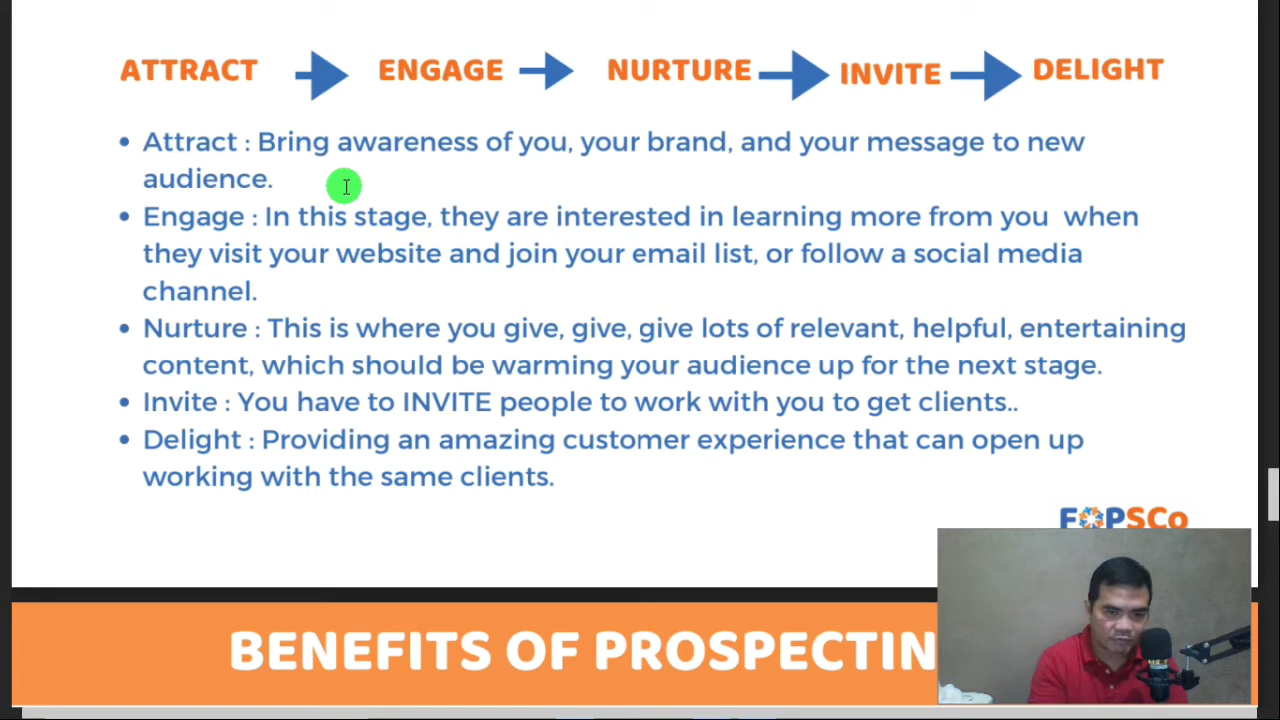 ATTRACT ENGAGE NURTURE INVITE DELIGHT
• Attract : Bring awareness of you, your brand, and your message to new
audience.
• Engage : In this stage, they are interested in learning more from you when
they visit your website and join your email list, or follow a social media
channel.
• Nurture : This is where you give, give, give lots of relevant, helpful, entertaining
content, which should be warming your audience up for the next stage.
• Invite : You have to INVITE people to work with you to get clients..
• Delight : Providing an amazing customer experience that can open up
working with the same clients.
FOPSCo
BENEFITS OF PROSPECTIN